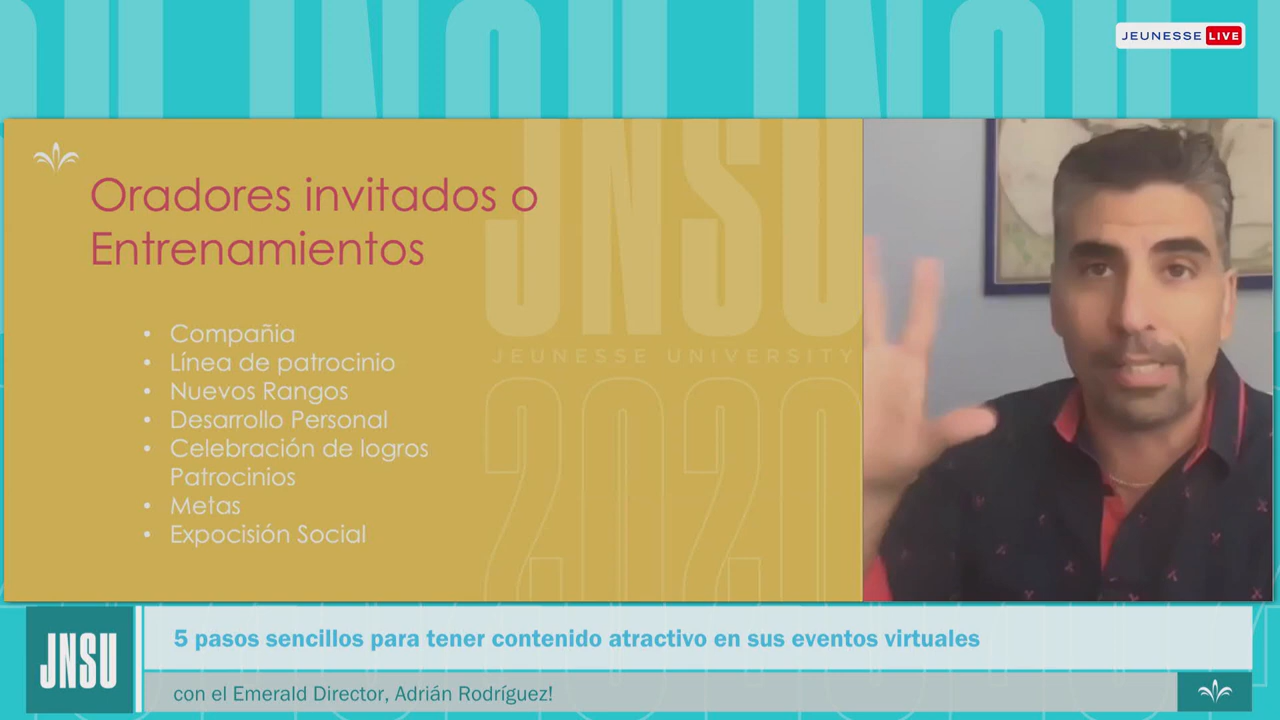 JEUNESSE LIVE
JNSU
JEUNESSE UNIVERSITY
2020
Oradores invitados o
Entrenamientos
• Compañia
• Línea de patrocinio
• Nuevos Rangos
• Desarrollo Personal
• Celebración de logros
Patrocinios
• Metas
• Expocisión Social
JNSU
5 pasos sencillos para tener contenido atractivo en sus eventos virtuales
con el Emerald Director, Adrián Rodríguez!